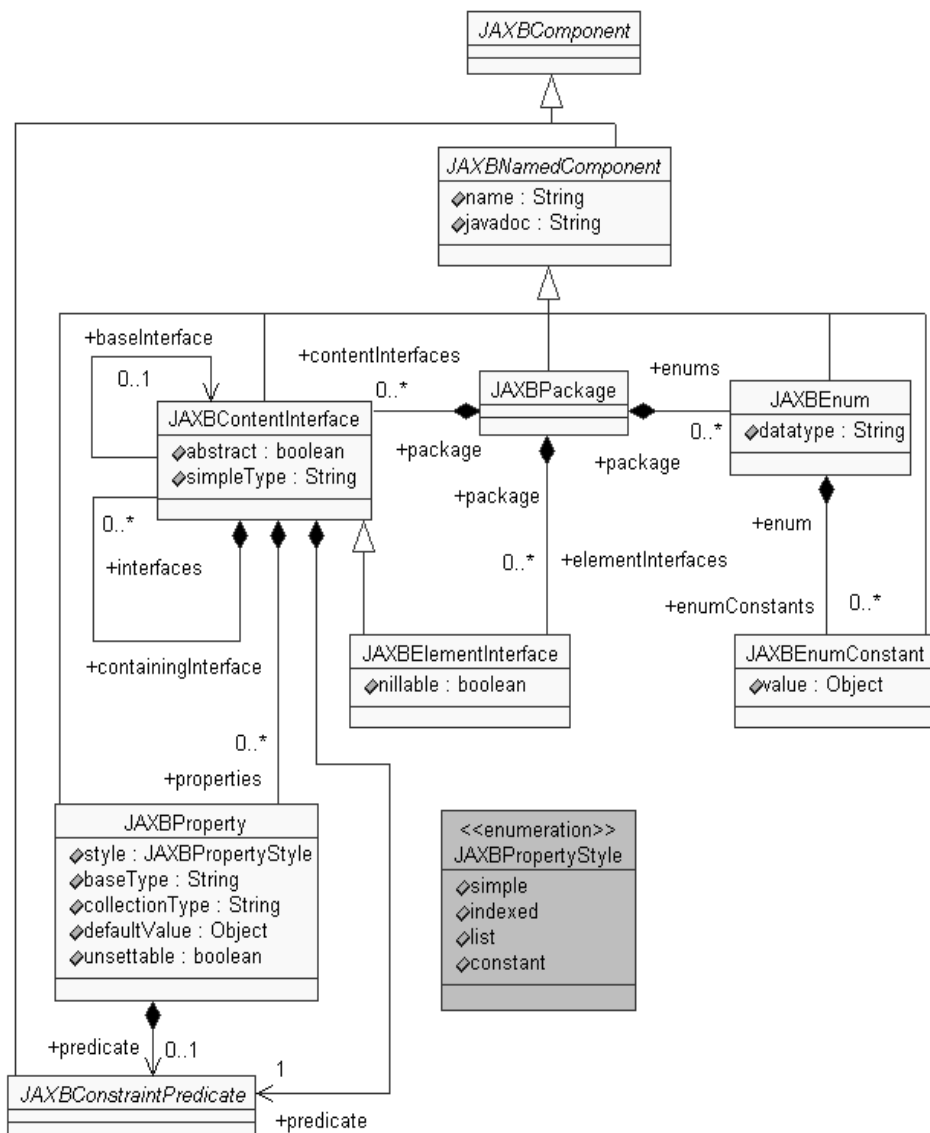 JAXBComponent
JAXBNamedComponent
name : String
javadoc : String
+baseInterface
0..1
+contentInterfaces
0..*
+enums
0..*
JAXBPackage
+package
+package
+package
JAXBEnum
datatype : String
JAXBContentInterface
abstract : boolean
simpleType : String
0..*
+interfaces
+containingInterface
+enum
0..*
+elementInterfaces
+enumConstants
0..*
JAXBElementInterface
nillable : boolean
JAXBEnumConstant
value : Object
0..*
+properties
JAXBProperty
style : JAXBPropertyStyle
baseType : String
collectionType : String
defaultValue : Object
unsettable : boolean
<<enumeration>>
JAXBPropertyStyle
simple
indexed
list
constant
+predicate
0..1
1
+predicate
JAXBConstraintPredicate